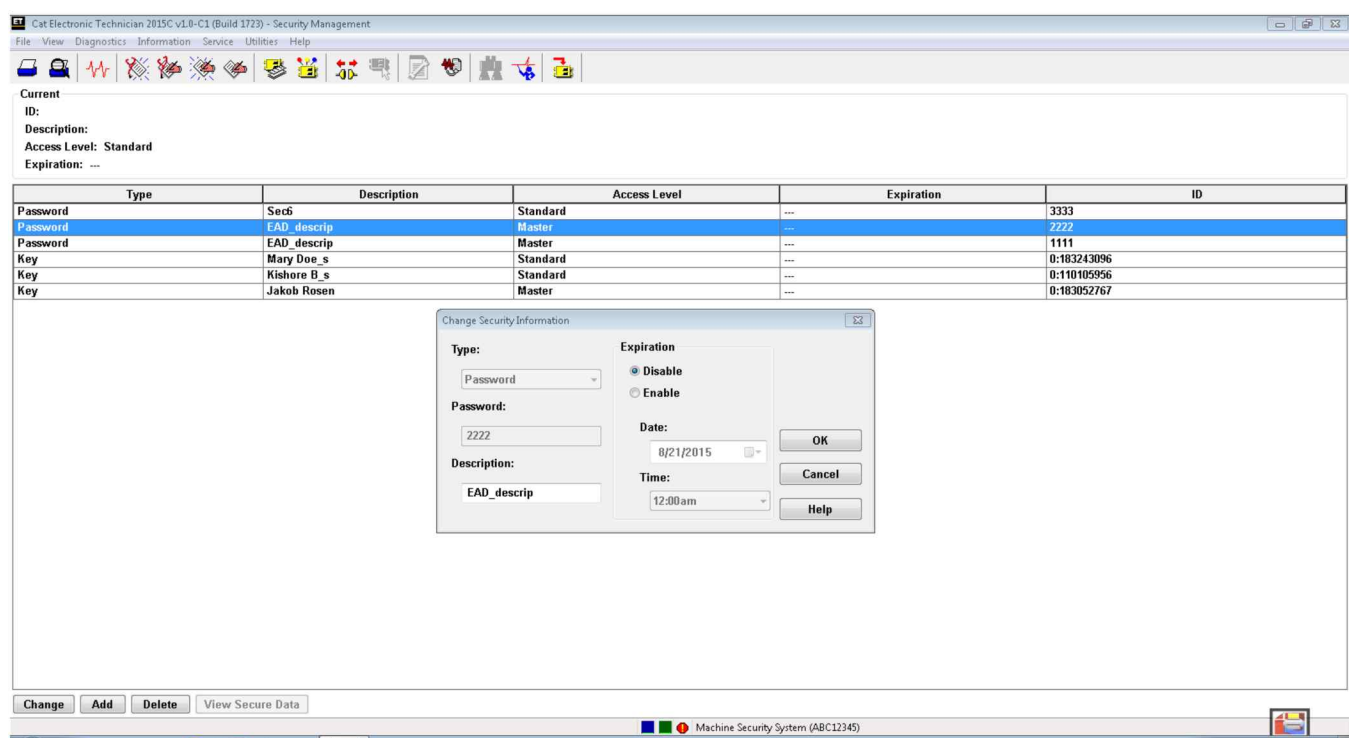 ET Cat Electronic Technician 2015C v1.0-C1 (Build 1723) - Security Management
File View Diagnostics Information Service Utilities Help
Current
ID:
Description:
Access Level: Standard
Expiration: ---
Type Description Access Level Expiration ID
Password Sec6 Standard --- 3333
Password EAD_descrip Master --- 2222
Password EAD_descrip Master --- 1111
Key Mary Doe_s Standard --- 0:183243096
Key Kishore B_s Standard --- 0:110105956
Key Jakob Rosen Master --- 0:183052767
Change Security Information
Type:
Password
Password:
2222
Description:
EAD_descrip
Expiration
Disable
Enable
Date:
8/21/2015
Time:
12:00am
OK
Cancel
Help
Change Add Delete View Secure Data
Machine Security System (ABC12345)